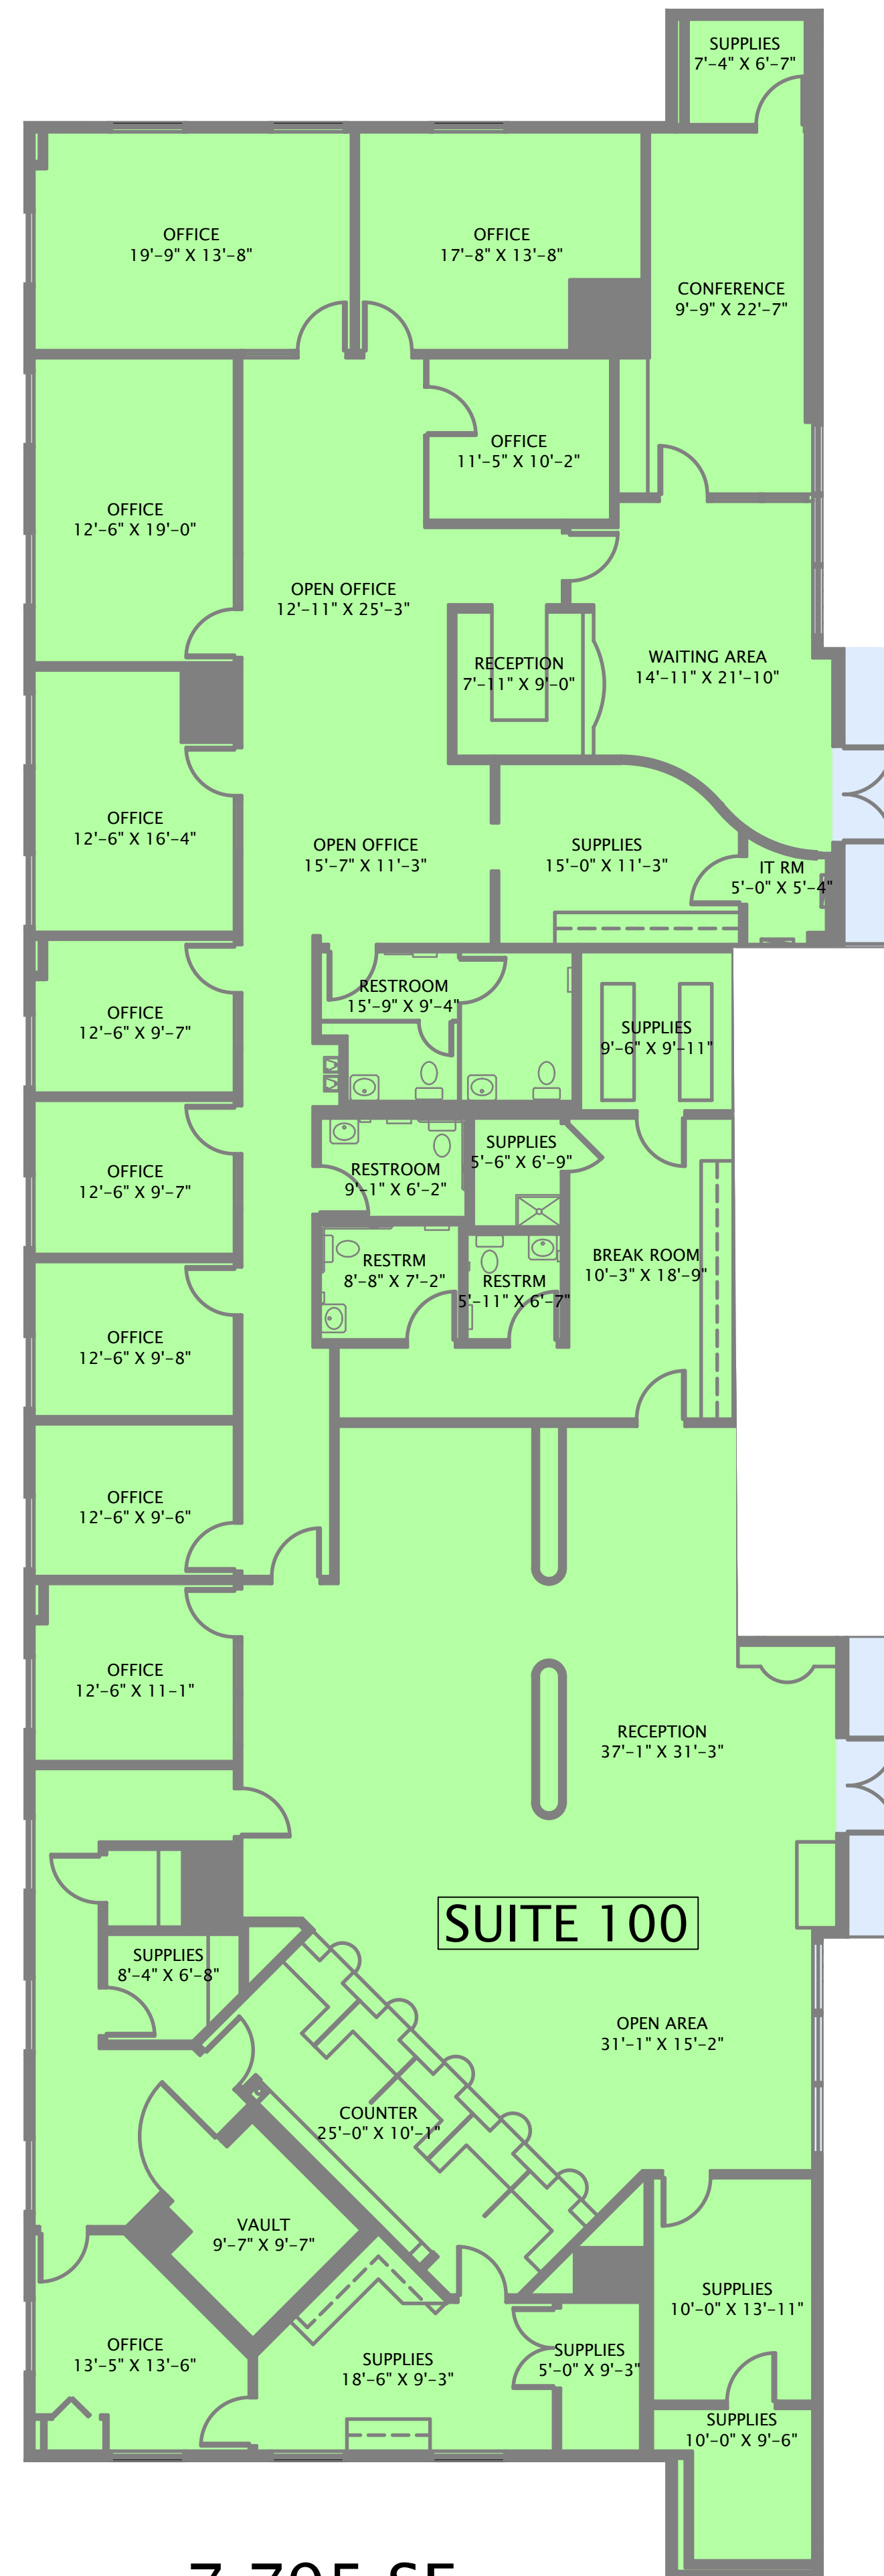 SUPPLIES
7'-4" X 6'-7"
OFFICE
19'-9" X 13'-8"
OFFICE
17'-8" X 13'-8"
CONFERENCE
9'-9" X 22'-7"
OFFICE
11'-5" X 10'-2"
OFFICE
12'-6" X 19'-0"
OPEN OFFICE
12'-11" X 25'-3"
RECEPTION
7'-11" X 9'-0"
WAITING AREA
14'-11" X 21'-10"
OFFICE
12'-6" X 16'-4"
OPEN OFFICE
15'-7" X 11'-3"
SUPPLIES
15'-0" X 11'-3"
IT RM
5'-0" X 5'-4"
OFFICE
12'-6" X 9'-7"
RESTROOM
15'-9" X 9'-4"
SUPPLIES
9'-6" X 9'-11"
OFFICE
12'-6" X 9'-7"
RESTROOM
9'-1" X 6'-2"
SUPPLIES
5'-6" X 6'-9"
BREAK ROOM
10'-3" X 18'-9"
RESTRM
8'-8" X 7'-2"
RESTRM
5'-11" X 6'-7"
OFFICE
12'-6" X 9'-8"
OFFICE
12'-6" X 9'-6"
OFFICE
12'-6" X 11'-1"
RECEPTION
37'-1" X 31'-3"
SUITE 100
SUPPLIES
8'-4" X 6'-8"
OPEN AREA
31'-1" X 15'-2"
COUNTER
25'-0" X 10'-1"
VAULT
9'-7" X 9'-7"
SUPPLIES
10'-0" X 13'-11"
OFFICE
13'-5" X 13'-6"
SUPPLIES
18'-6" X 9'-3"
SUPPLIES
5'-0" X 9'-3"
SUPPLIES
10'-0" X 9'-6"
7,795 SF